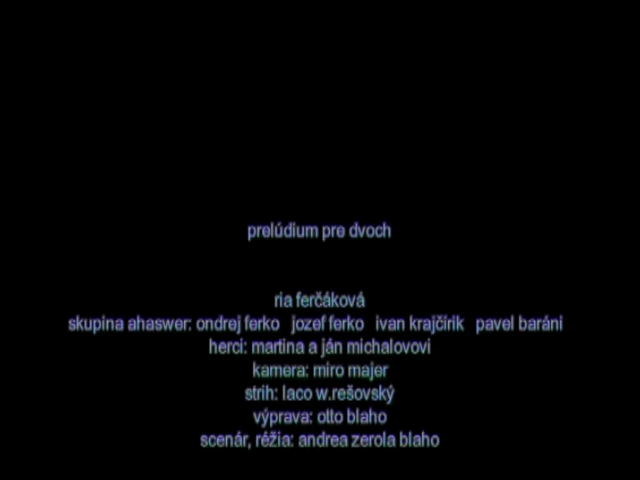 prelúdium pre dvoch
ria ferčáková
skupina ahaswer: ondrej ferko jozef ferko ivan krajčirik pavel baráni
herci: martina a ján michalovovi
kamera: miro majer
strih: laco w.rešovský
výprava: otto blaho
scenár, réžia: andrea zerola blaho